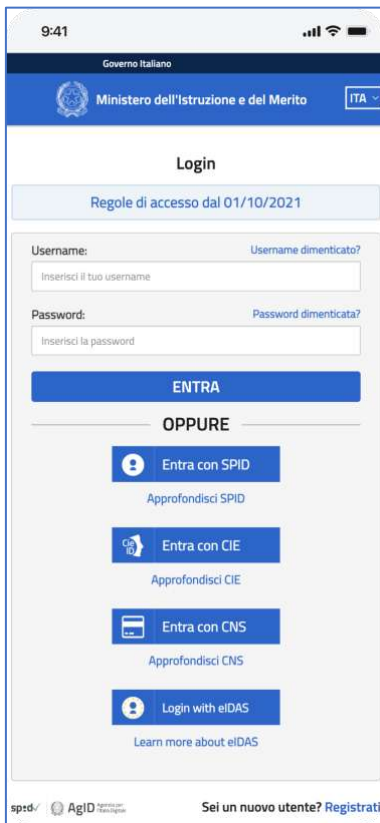 9:41
Governo Italiano
Ministero dell'Istruzione e del Merito
ITA
Login
Regole di accesso dal 01/10/2021
Username:
Username dimenticato?
Inserisci il tuo username
Password:
Password dimenticata?
Inserisci la password
ENTRA
OPPURE
Entra con SPID
Approfondisci SPID
Cie ID
Entra con CIE
Approfondisci CIE
Entra con CNS
Approfondisci CNS
Login with eIDAS
Learn more about eIDAS
AgID
Sei un nuovo utente? Registrati